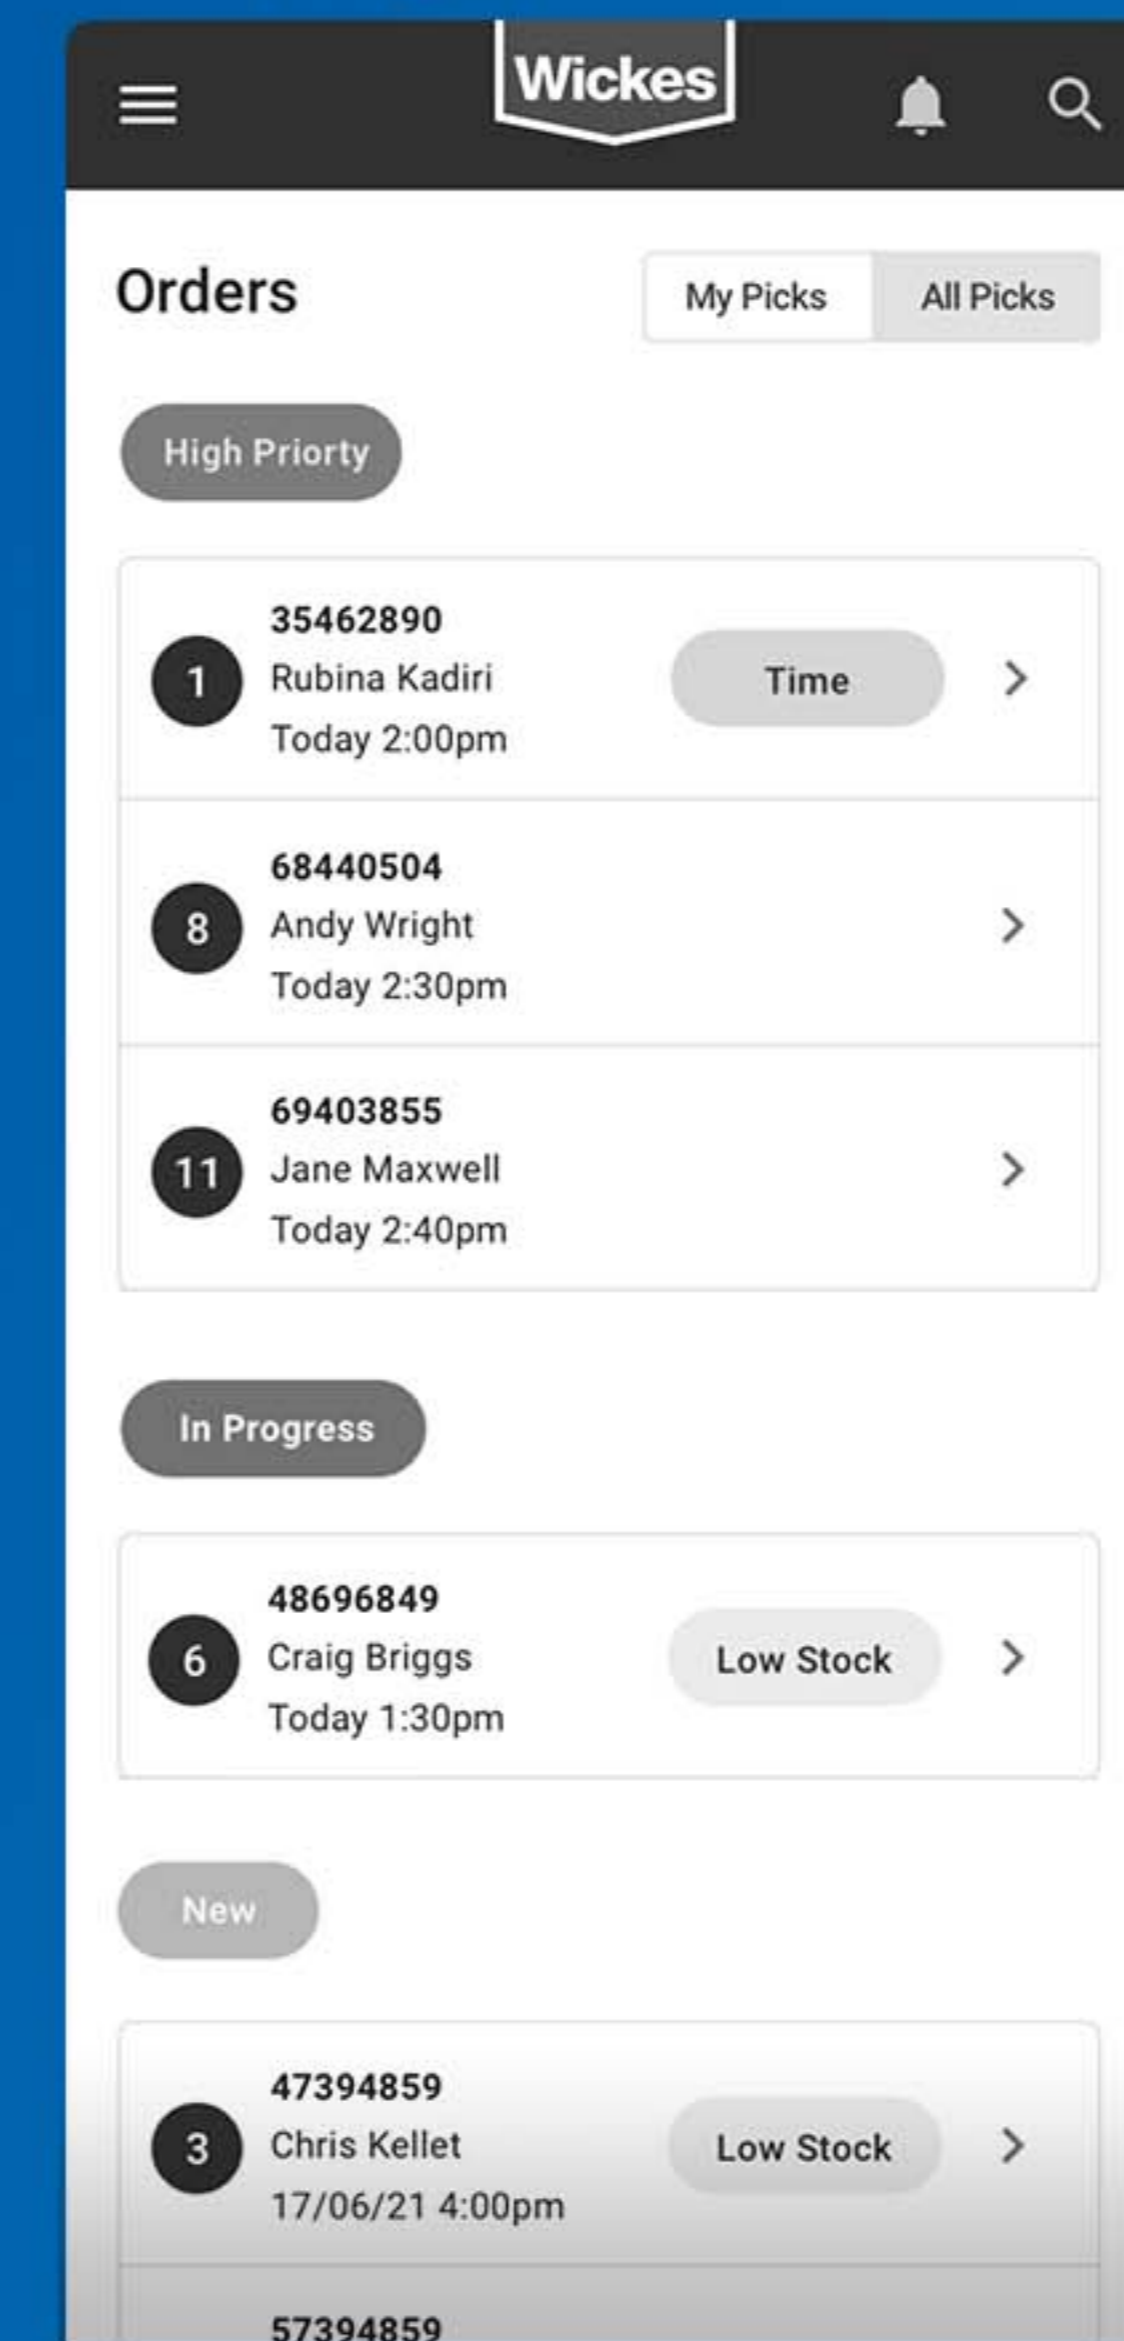 Wickes
Orders
My Picks
All Picks
High Priorty
1
35462890
Rubina Kadiri
Today 2:00pm
Time
8
68440504
Andy Wright
Today 2:30pm
11
69403855
Jane Maxwell
Today 2:40pm
In Progress
6
48696849
Craig Briggs
Today 1:30pm
Low Stock
New
3
47394859
Chris Kellet
17/06/21 4:00pm
Low Stock
57394859